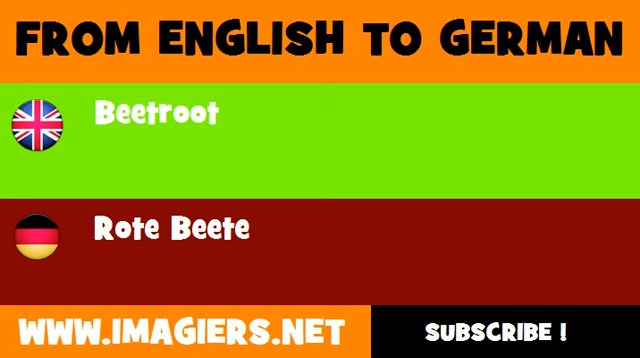 FROM ENGLISH TO GERMAN
Beetroot
Rote Beete
WWW.IMAGIERS.NET
SUBSCRIBE !